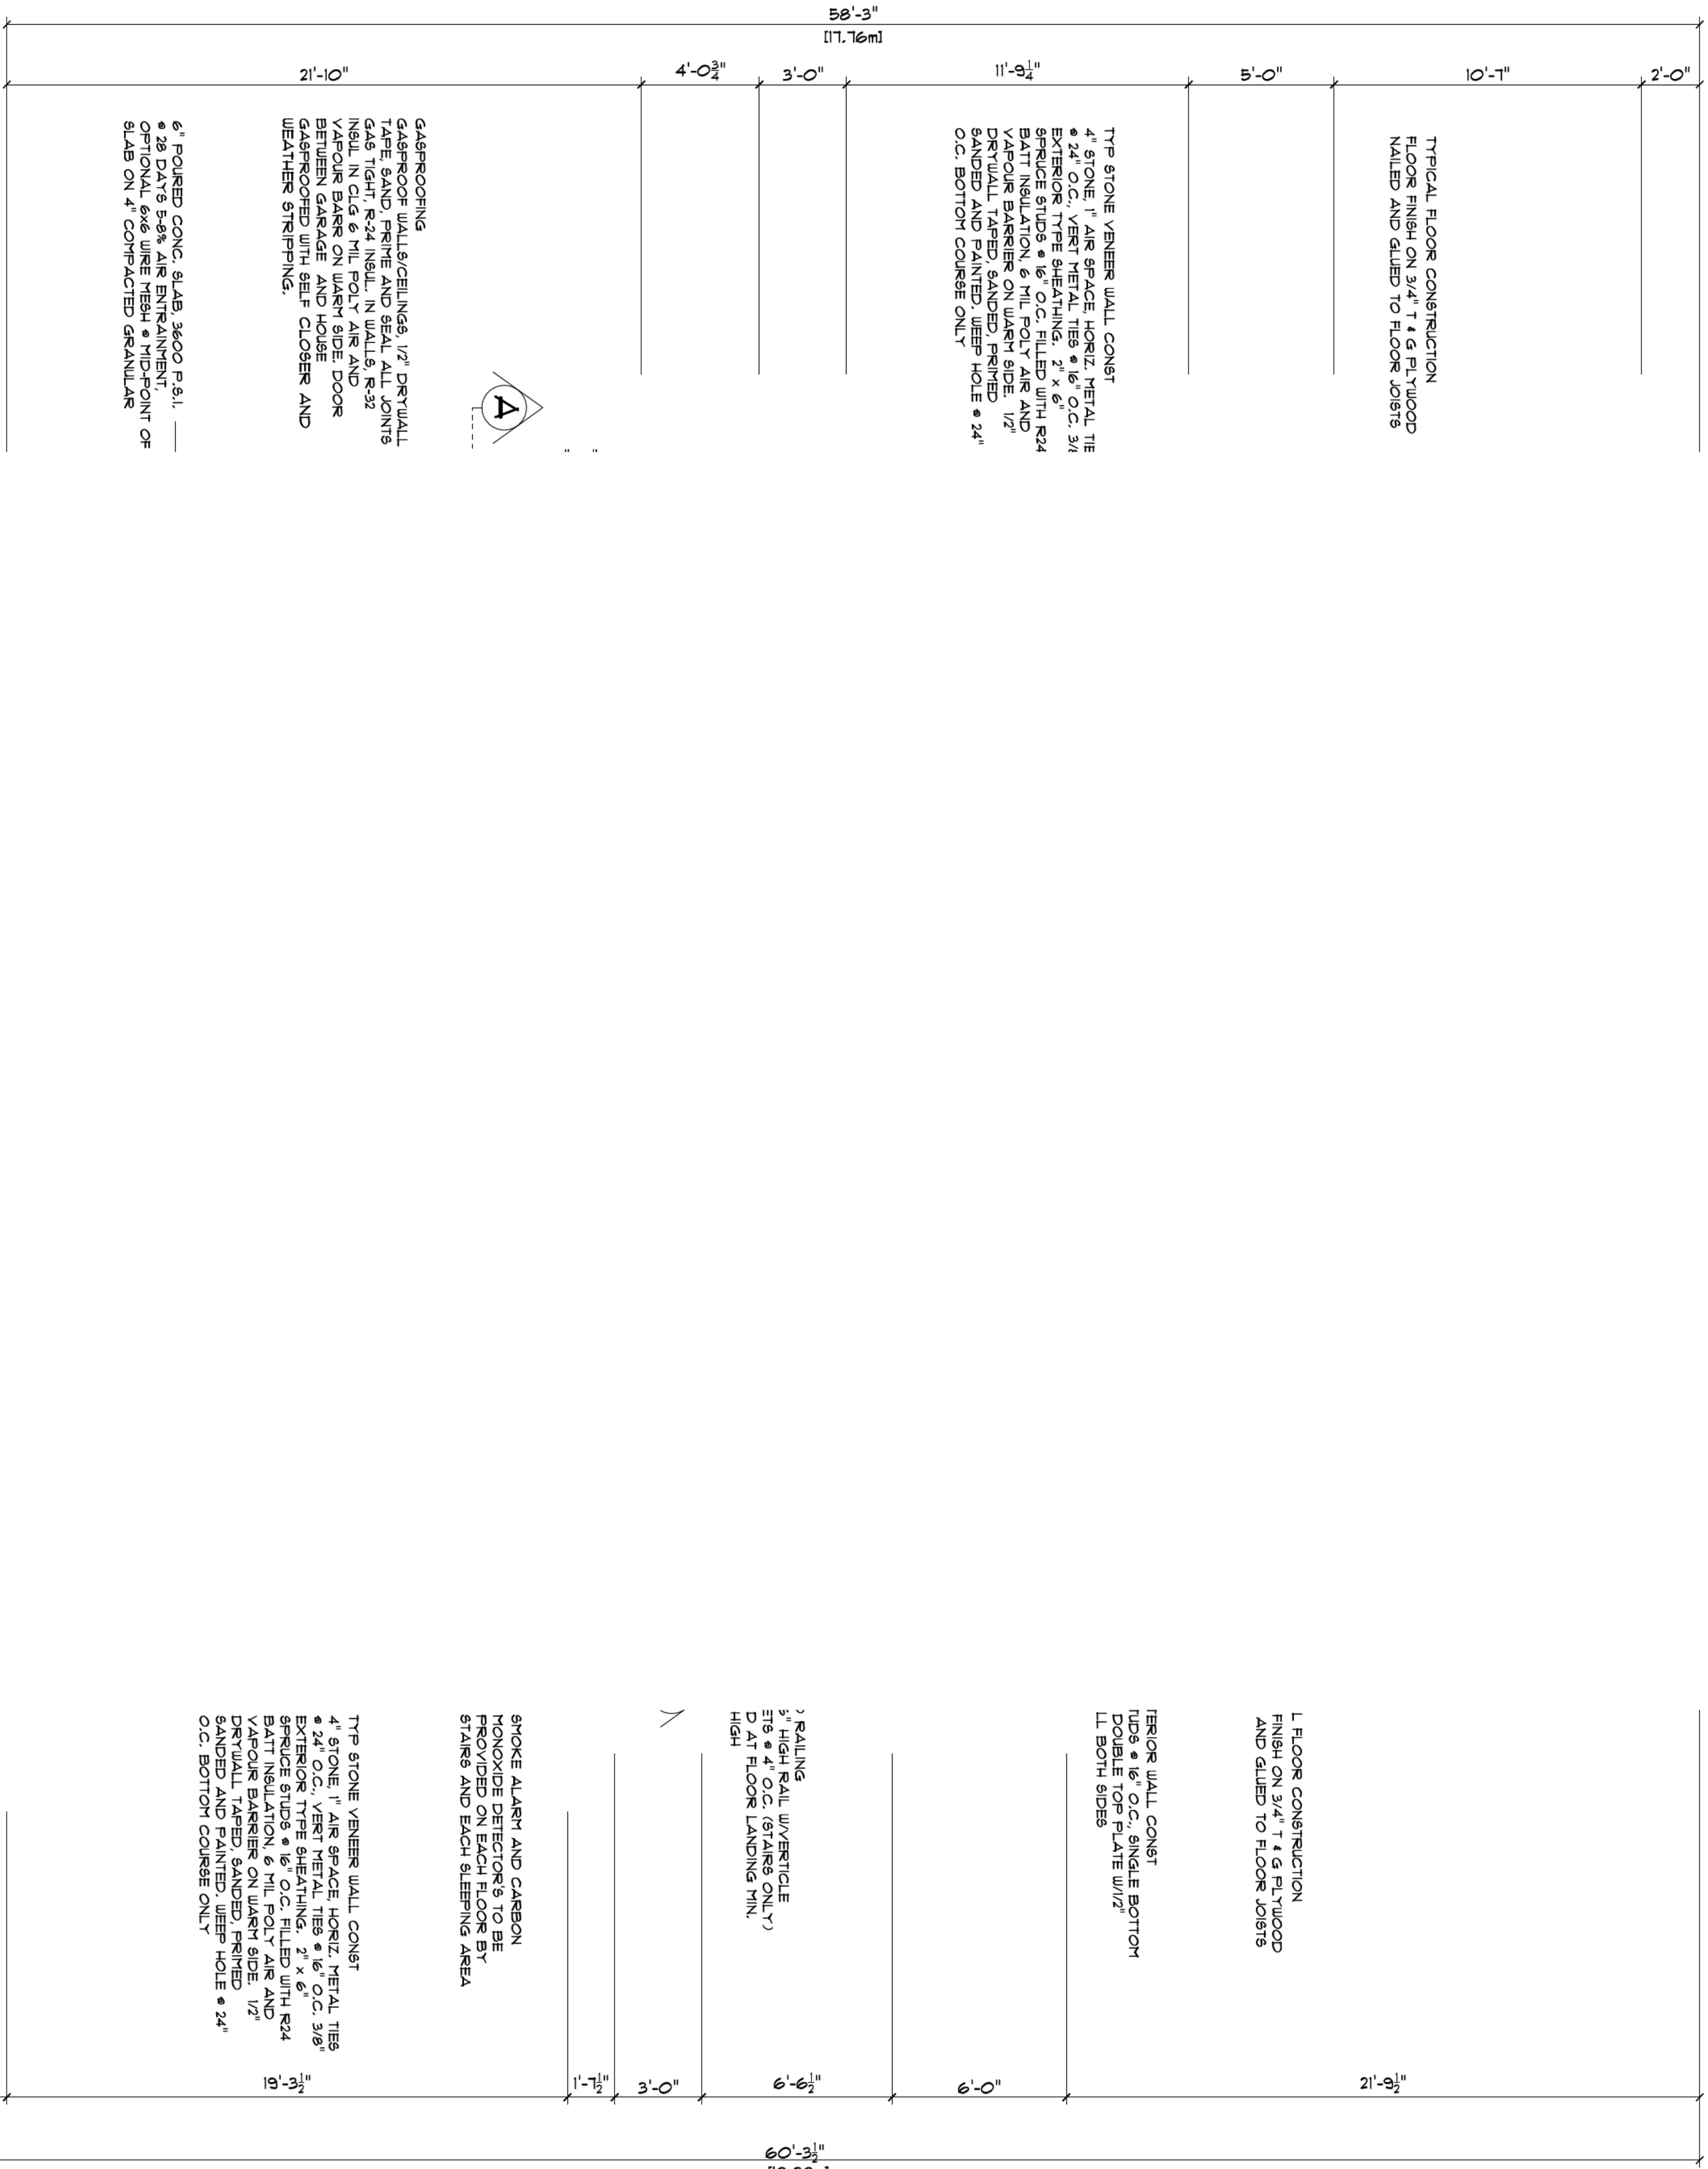 58'-3"
[17.76m]
21'-10"
4'-0¾"
3'-0"
11'-9¼"
5'-0"
10'-7"
2'-0"
TYPICAL FLOOR CONSTRUCTION
FLOOR FINISH ON 3/4" T & G PLYWOOD
NAILED AND GLUED TO FLOOR JOISTS
TYP STONE VENEER WALL CONST
4" STONE, 1" AIR SPACE, HORIZ. METAL TIE
@ 24" O.C., VERT METAL TIES @ 16" O.C. 3/8
EXTERIOR TYPE SHEATHING. 2" x 6"
SPRUCE STUDS @ 16" O.C. FILLED WITH R24
BATT INSULATION, 6 MIL POLY AIR AND
VAPOUR BARRIER ON WARM SIDE. 1/2"
DRYWALL TAPED, SANDED, PRIMED
SANDED AND PAINTED. WEEP HOLE @ 24"
O.C. BOTTOM COURSE ONLY
A
GASPROOFING
GASPROOF WALLS/CEILINGS, 1/2" DRYWALL
TAPE, SAND, PRIME AND SEAL ALL JOINTS
GAS TIGHT, R-24 INSUL. IN WALLS, R-32
INSUL IN CLG 6 MIL POLY AIR AND
VAPOUR BARR ON WARM SIDE. DOOR
BETWEEN GARAGE AND HOUSE
GASPROOFED WITH SELF CLOSER AND
WEATHER STRIPPING.
6" POURED CONC. SLAB, 3600 P.S.I.
@ 28 DAYS 5-8% AIR ENTRAINMENT,
OPTIONAL 6x6 WIRE MESH @ MID-POINT OF
SLAB ON 4" COMPACTED GRANULAR
L FLOOR CONSTRUCTION
FINISH ON 3/4" T & G PLYWOOD
AND GLUED TO FLOOR JOISTS
TERIOR WALL CONST
TUDS @ 16" O.C., SINGLE BOTTOM
DOUBLE TOP PLATE W/1/2"
LL BOTH SIDES
RAILING
" HIGH RAIL W/VERTICLE
ETS @ 4" O.C. (STAIRS ONLY)
D AT FLOOR LANDING MIN.
HIGH
SMOKE ALARM AND CARBON
MONOXIDE DETECTOR'S TO BE
PROVIDED ON EACH FLOOR BY
STAIRS AND EACH SLEEPING AREA
TYP STONE VENEER WALL CONST
4" STONE, 1" AIR SPACE, HORIZ. METAL TIES
@ 24" O.C., VERT METAL TIES @ 16" O.C. 3/8"
EXTERIOR TYPE SHEATHING. 2" x 6"
SPRUCE STUDS @ 16" O.C. FILLED WITH R24
BATT INSULATION, 6 MIL POLY AIR AND
VAPOUR BARRIER ON WARM SIDE. 1/2"
DRYWALL TAPED, SANDED, PRIMED
SANDED AND PAINTED. WEEP HOLE @ 24"
O.C. BOTTOM COURSE ONLY
19'-3½"
1'-7½"
3'-0"
6'-6½"
6'-0"
21'-9½"
60'-3½"